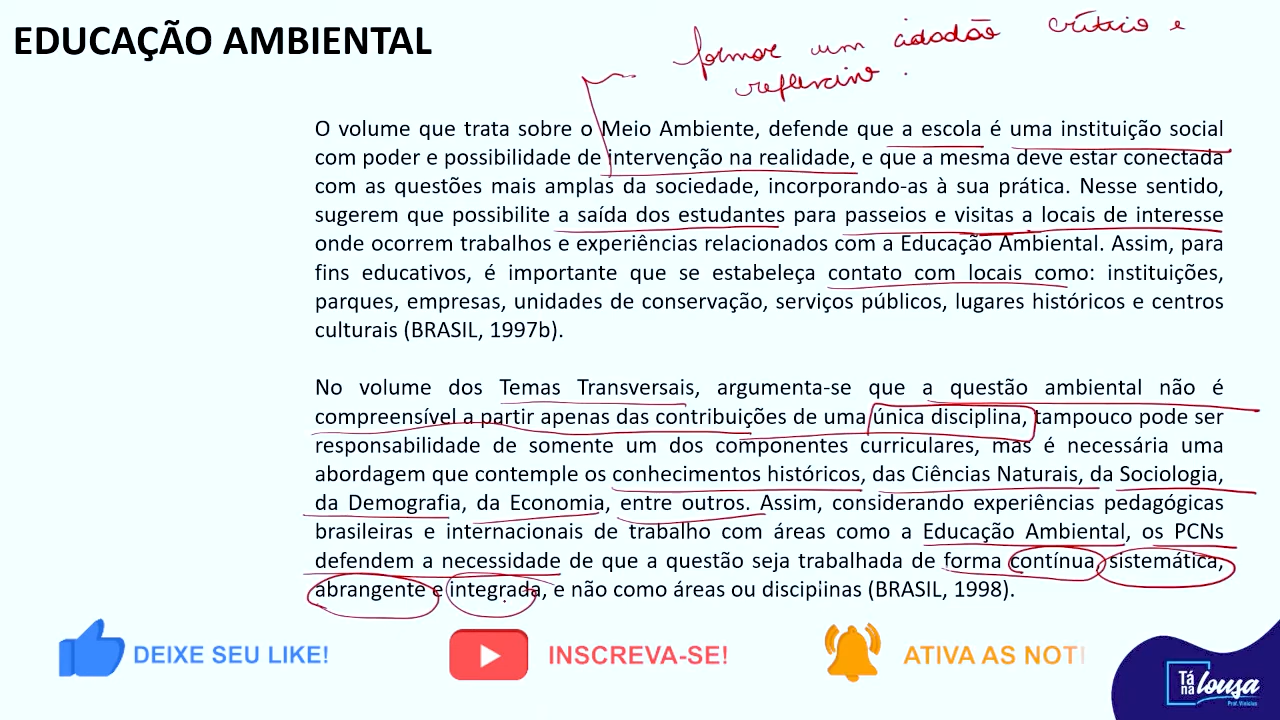 EDUCAÇÃO AMBIENTAL
formar um cidadão crítico e
reflexivo.
O volume que trata sobre o Meio Ambiente, defende que a escola é uma instituição social
com poder e possibilidade de intervenção na realidade, e que a mesma deve estar conectada
com as questões mais amplas da sociedade, incorporando-as à sua prática. Nesse sentido,
sugerem que possibilite a saída dos estudantes para passeios e visitas a locais de interesse
onde ocorrem trabalhos e experiências relacionados com a Educação Ambiental. Assim, para
fins educativos, é importante que se estabeleça contato com locais como: instituições,
parques, empresas, unidades de conservação, serviços públicos, lugares históricos e centros
culturais (BRASIL, 1997b).
No volume dos Temas Transversais, argumenta-se que a questão ambiental não é
compreensível a partir apenas das contribuições de uma única disciplina, tampouco pode ser
responsabilidade de somente um dos componentes curriculares, mas é necessária uma
abordagem que contemple os conhecimentos históricos, das Ciências Naturais, da Sociologia,
da Demografia, da Economia, entre outros. Assim, considerando experiências pedagógicas
brasileiras e internacionais de trabalho com áreas como a Educação Ambiental, os PCNs
defendem a necessidade de que a questão seja trabalhada de forma contínua, sistemática,
abrangente e integrada, e não como áreas ou disciplinas (BRASIL, 1998).
DEIXE SEU LIKE!
INSCREVA-SE!
ATIVA AS NOTI
Tá na lousa
Prof. Vinícius